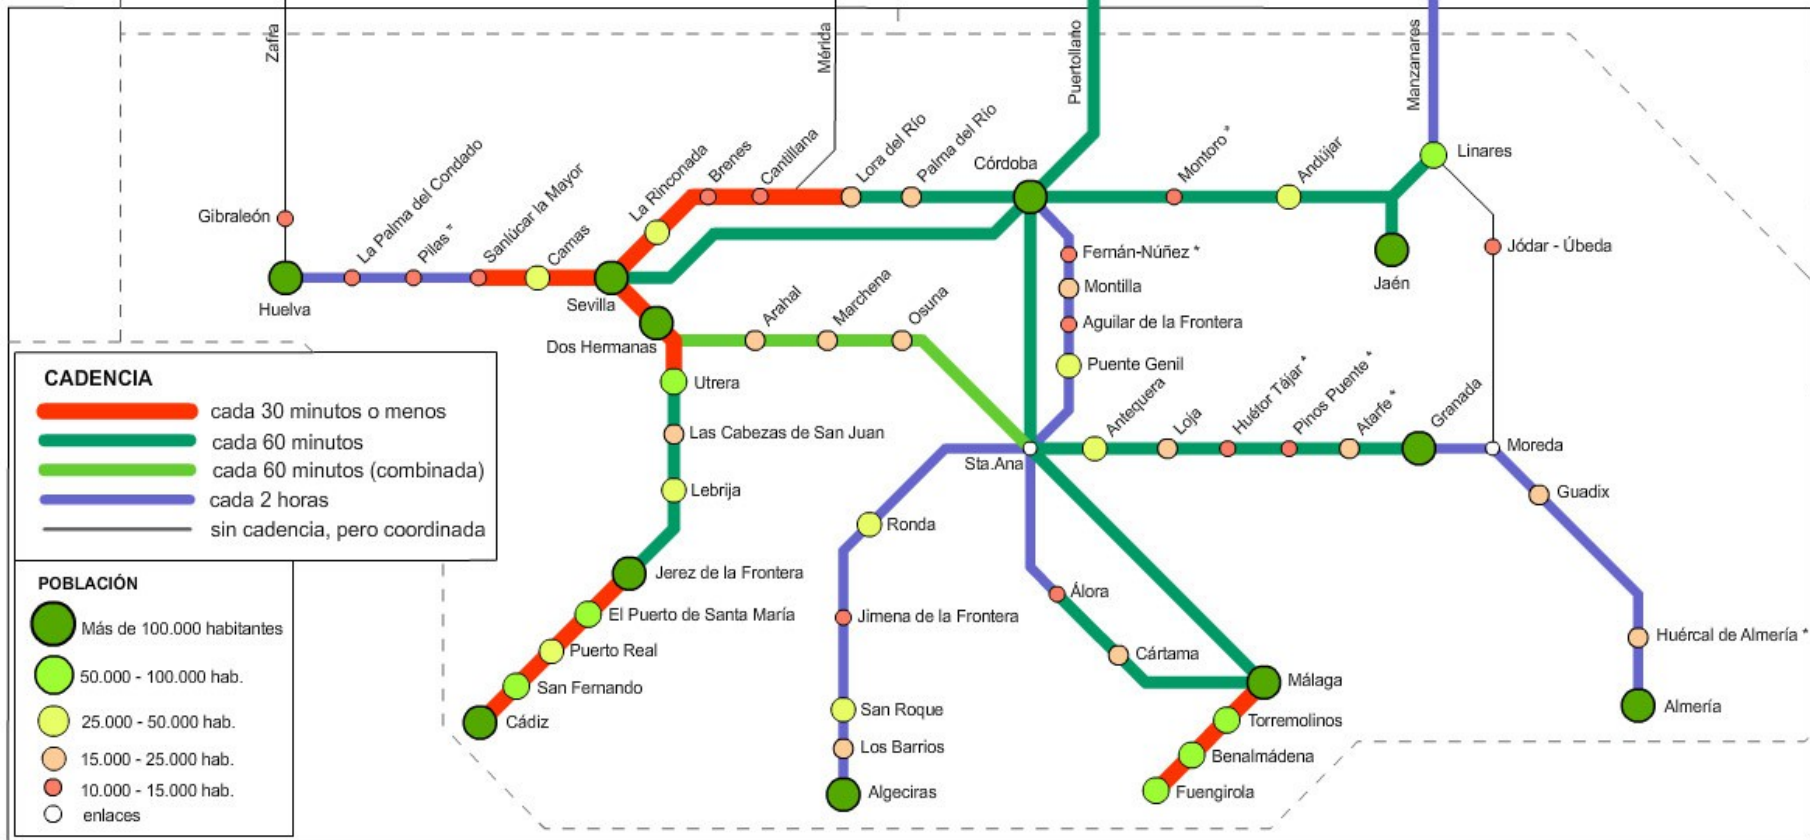 Zafra
Mérida
Puertollano
Manzanares
Gibraleón
Huelva
La Palma del Condado
Pilas *
Sanlúcar la Mayor
Camas
Sevilla
La Rinconada
Brenes
Cantillana
Lora del Río
Palma del Río
Córdoba
Montoro *
Andújar
Linares
Jódar - Úbeda
Jaén
Fernán-Núñez *
Montilla
Aguilar de la Frontera
Puente Genil
Dos Hermanas
Arahal
Marchena
Osuna
Utrera
Las Cabezas de San Juan
Lebrija
Jerez de la Frontera
El Puerto de Santa María
Puerto Real
San Fernando
Cádiz
Sta.Ana
Antequera
Loja
Huétor Tájar *
Pinos Puente *
Atarfe *
Granada
Moreda
Guadix
Huércal de Almería *
Almería
Ronda
Jimena de la Frontera
San Roque
Los Barrios
Algeciras
Álora
Cártama
Málaga
Torremolinos
Benalmádena
Fuengirola
CADENCIA
cada 30 minutos o menos
cada 60 minutos
cada 60 minutos (combinada)
cada 2 horas
sin cadencia, pero coordinada
POBLACIÓN
Más de 100.000 habitantes
50.000 - 100.000 hab.
25.000 - 50.000 hab.
15.000 - 25.000 hab.
10.000 - 15.000 hab.
enlaces